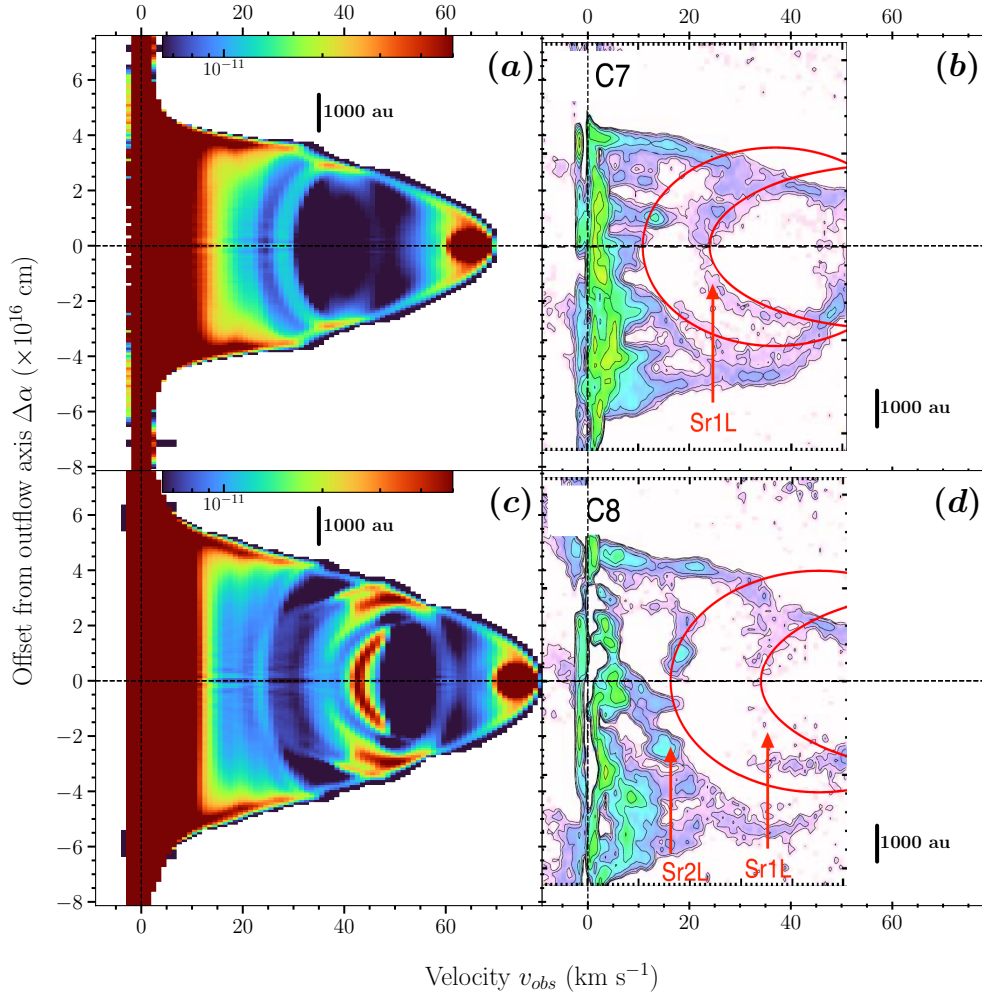 0 20 40 60
0 20 40 60
10⁻¹¹
(a)
1000 au
C7
(b)
6
4
2
0
−2
−4
−6
−8
Sr1L
1000 au
10⁻¹¹
(c)
1000 au
C8
(d)
6
4
2
0
−2
−4
−6
−8
Sr2L
Sr1L
1000 au
0 20 40 60
0 20 40 60
Offset from outflow axis Δα (×10¹⁶ cm)
Velocity v_obs (km s⁻¹)